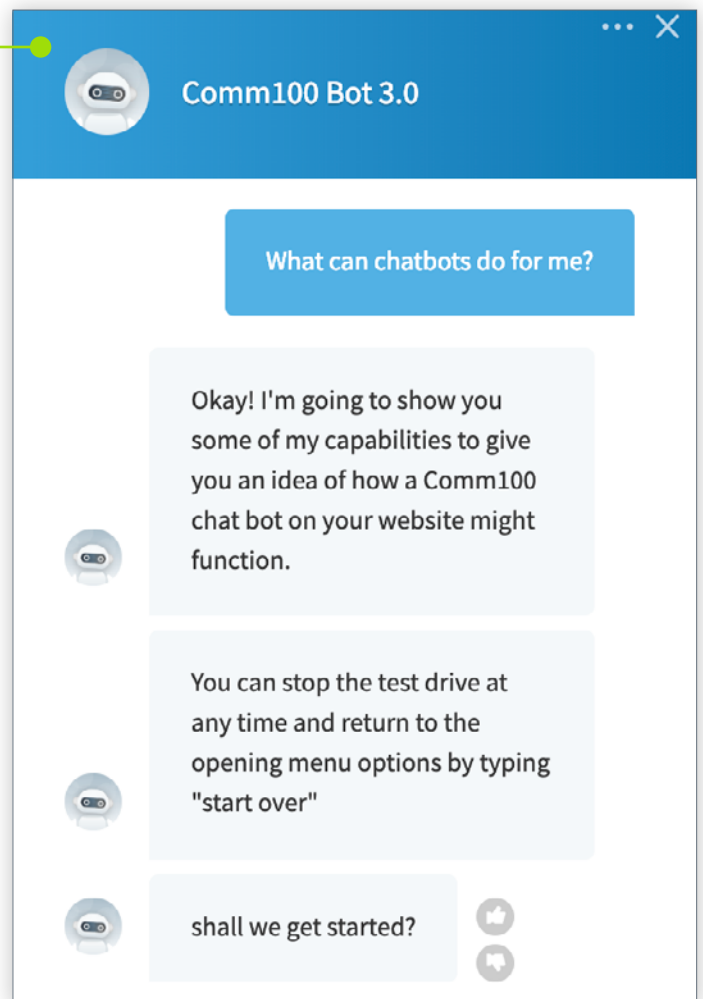 Comm100 Bot 3.0
What can chatbots do for me?
Okay! I'm going to show you
some of my capabilities to give
you an idea of how a Comm100
chat bot on your website might
function.
You can stop the test drive at
any time and return to the
opening menu options by typing
"start over"
shall we get started?